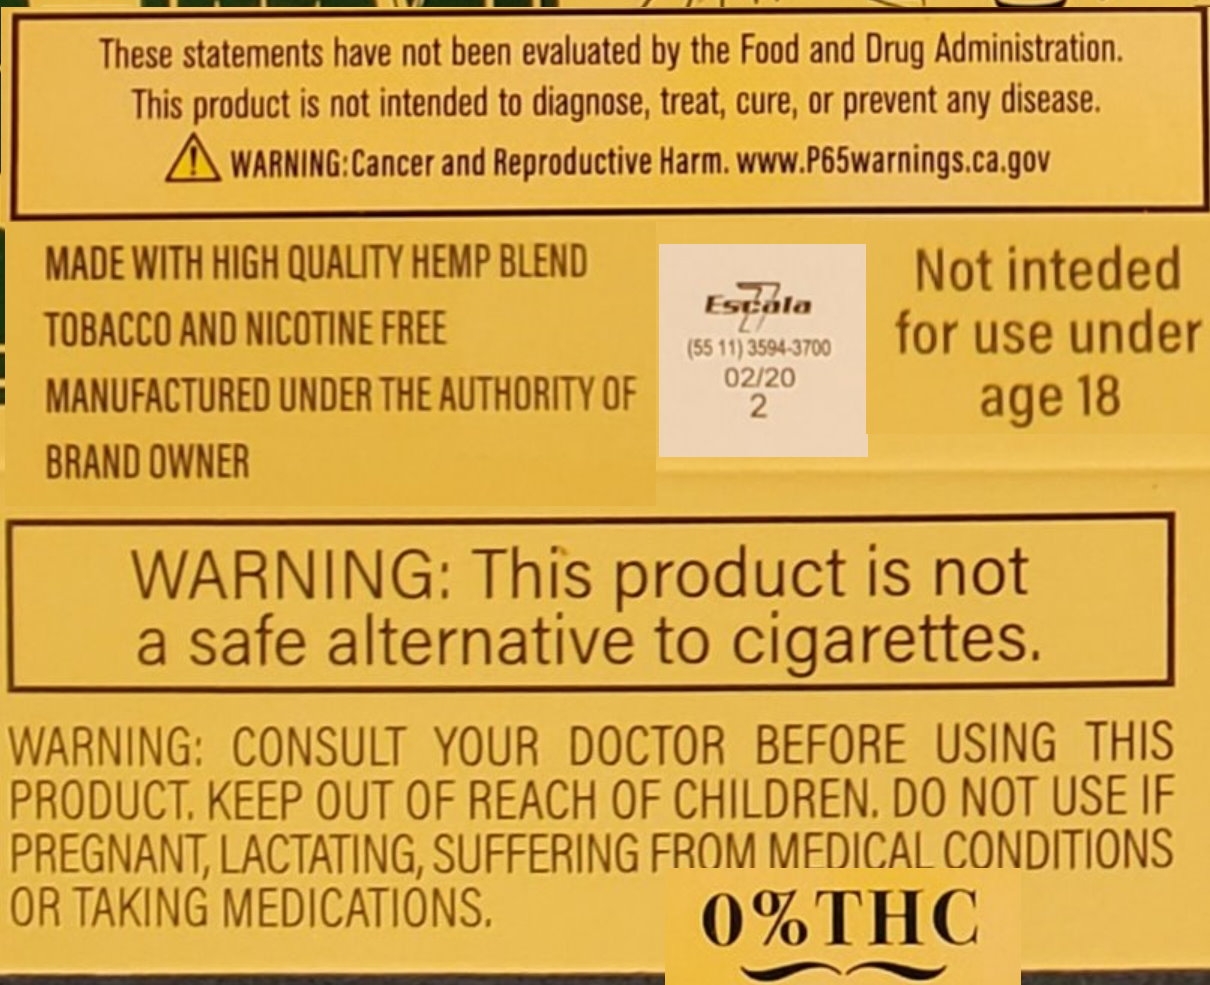 These statements have not been evaluated by the Food and Drug Administration.
This product is not intended to diagnose, treat, cure, or prevent any disease.
WARNING:Cancer and Reproductive Harm. www.P65warnings.ca.gov
MADE WITH HIGH QUALITY HEMP BLEND
TOBACCO AND NICOTINE FREE
MANUFACTURED UNDER THE AUTHORITY OF
BRAND OWNER
Escala 7
(55 11) 3594-3700
02/20
2
Not inteded
for use under
age 18
WARNING: This product is not
a safe alternative to cigarettes.
WARNING: CONSULT YOUR DOCTOR BEFORE USING THIS
PRODUCT. KEEP OUT OF REACH OF CHILDREN. DO NOT USE IF
PREGNANT, LACTATING, SUFFERING FROM MEDICAL CONDITIONS
OR TAKING MEDICATIONS.
0%THC